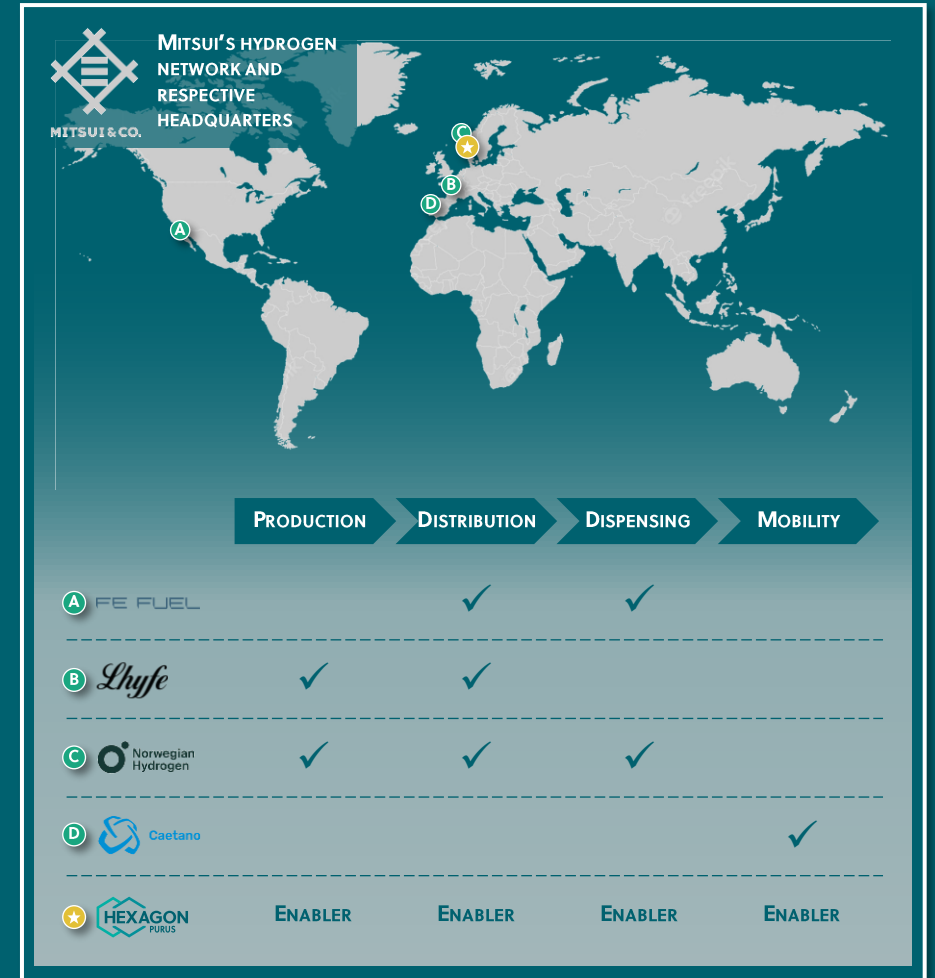 MITSUI'S HYDROGEN
NETWORK AND
RESPECTIVE
HEADQUARTERS
MITSUI & CO.
C
B
D
A
PRODUCTION
DISTRIBUTION
DISPENSING
MOBILITY
A FE FUEL
B Lhyfe
C Norwegian
Hydrogen
D Caetano
HEXAGON
PURUS
ENABLER ENABLER ENABLER ENABLER